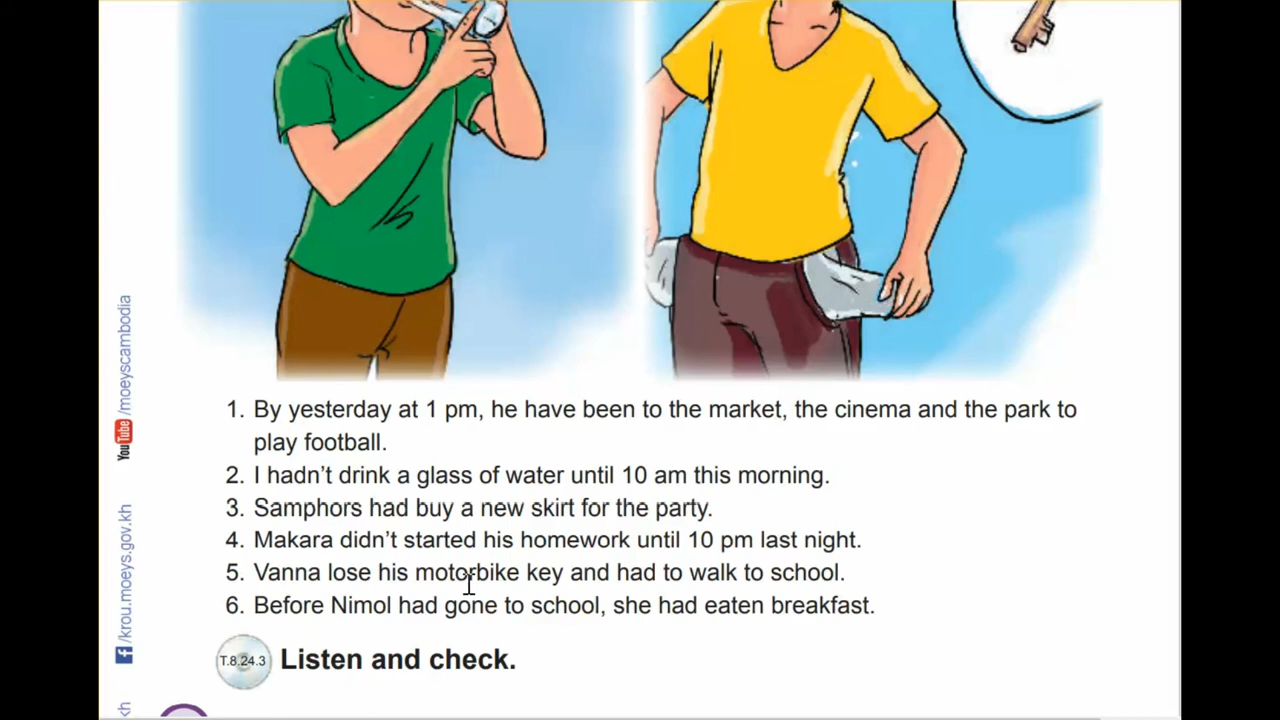 1. By yesterday at 1 pm, he have been to the market, the cinema and the park to
play football.
2. I hadn’t drink a glass of water until 10 am this morning.
3. Samphors had buy a new skirt for the party.
4. Makara didn’t started his homework until 10 pm last night.
5. Vanna lose his motorbike key and had to walk to school.
6. Before Nimol had gone to school, she had eaten breakfast.
T.8.24.3 Listen and check.
YouTube /moeyscambodia
f /krou.moeys.gov.kh
kh